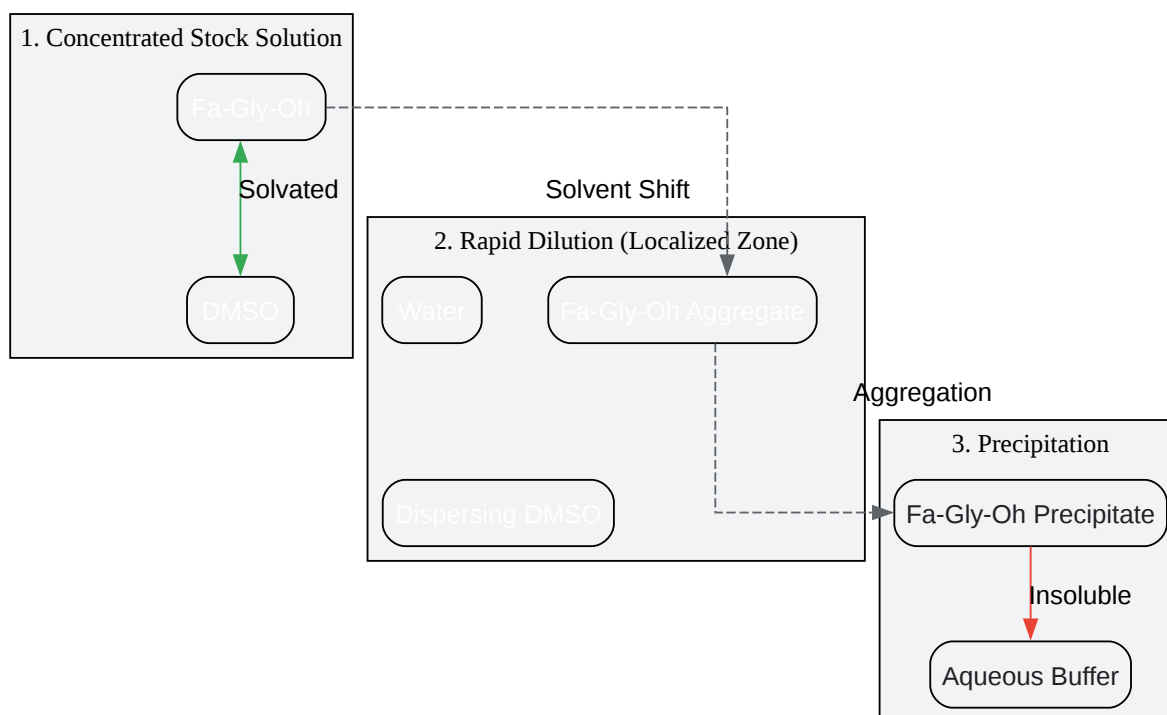 1. Concentrated Stock Solution
Fa-Gly-Oh
Solvated
DMSO
Solvent Shift
2. Rapid Dilution (Localized Zone)
Water
Fa-Gly-Oh Aggregate
Dispersing DMSO
Aggregation
3. Precipitation
Fa-Gly-Oh Precipitate
Insoluble
Aqueous Buffer